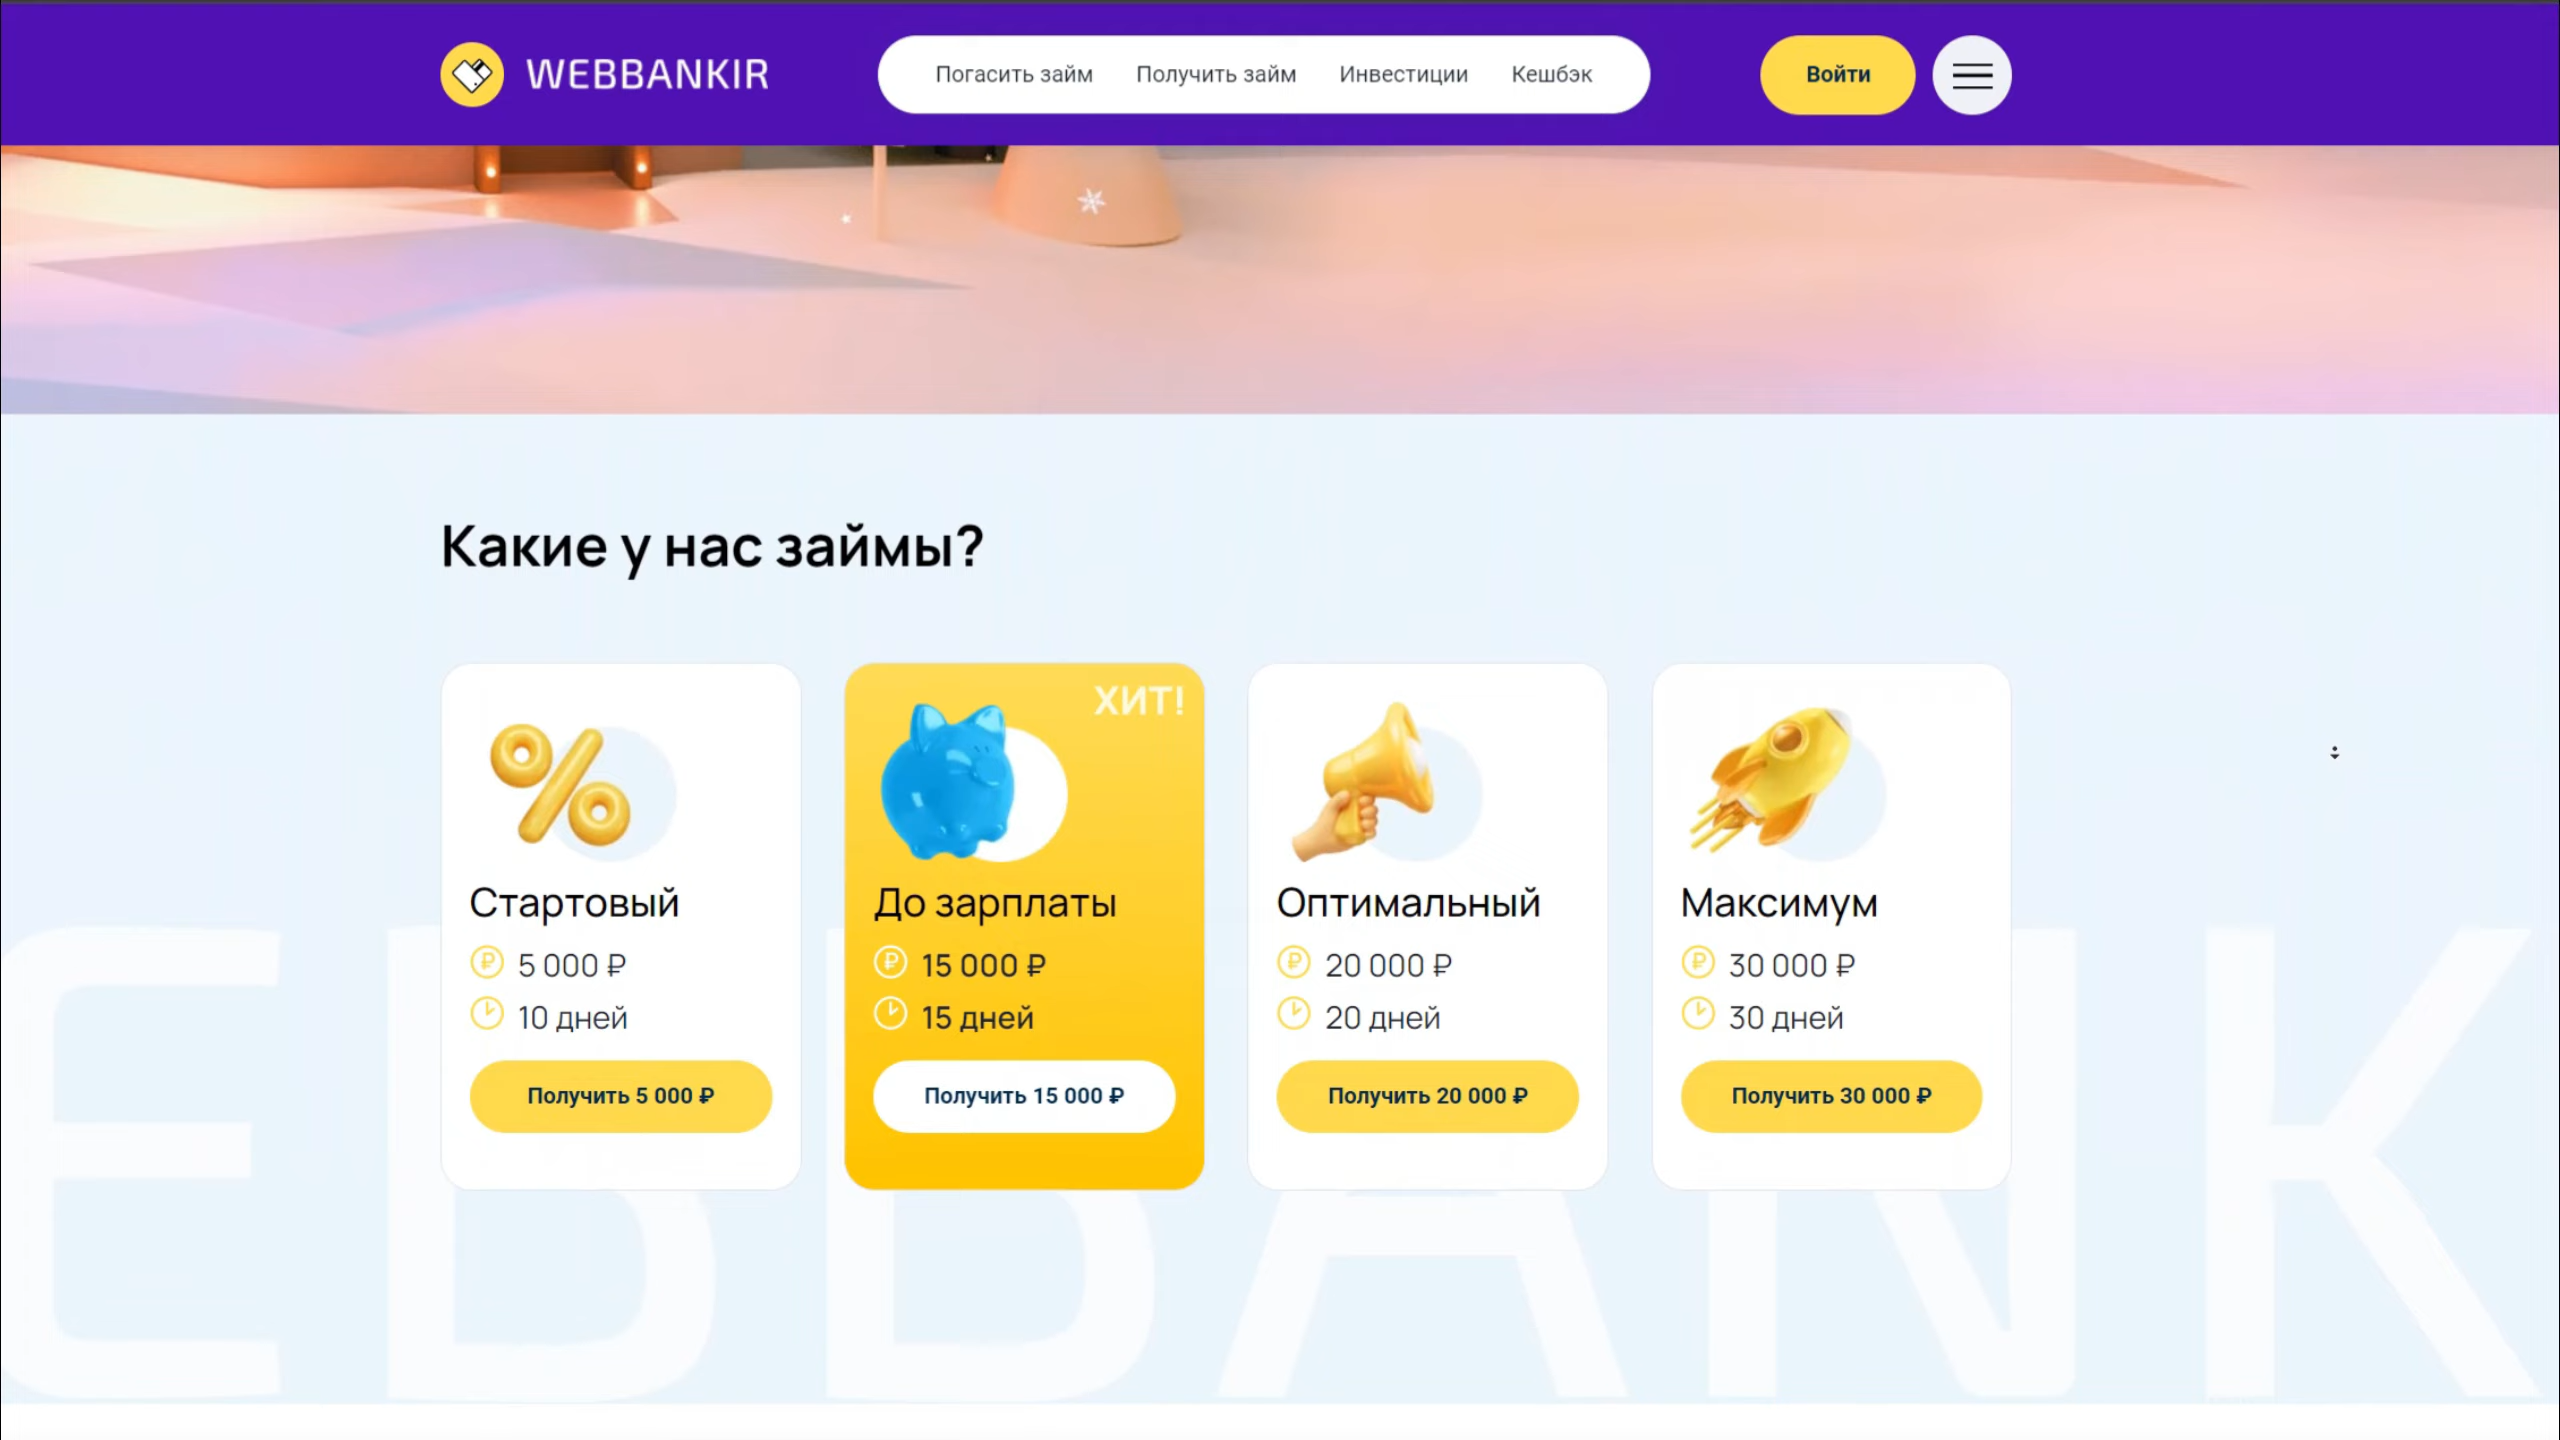 WEBBANKIR
Погасить займ Получить займ Инвестиции Кешбэк
Войти
Какие у нас займы?
Стартовый
5 000 ₽
10 дней
Получить 5 000 ₽
ХИТ!
До зарплаты
15 000 ₽
15 дней
Получить 15 000 ₽
Оптимальный
20 000 ₽
20 дней
Получить 20 000 ₽
Максимум
30 000 ₽
30 дней
Получить 30 000 ₽
EBBANK